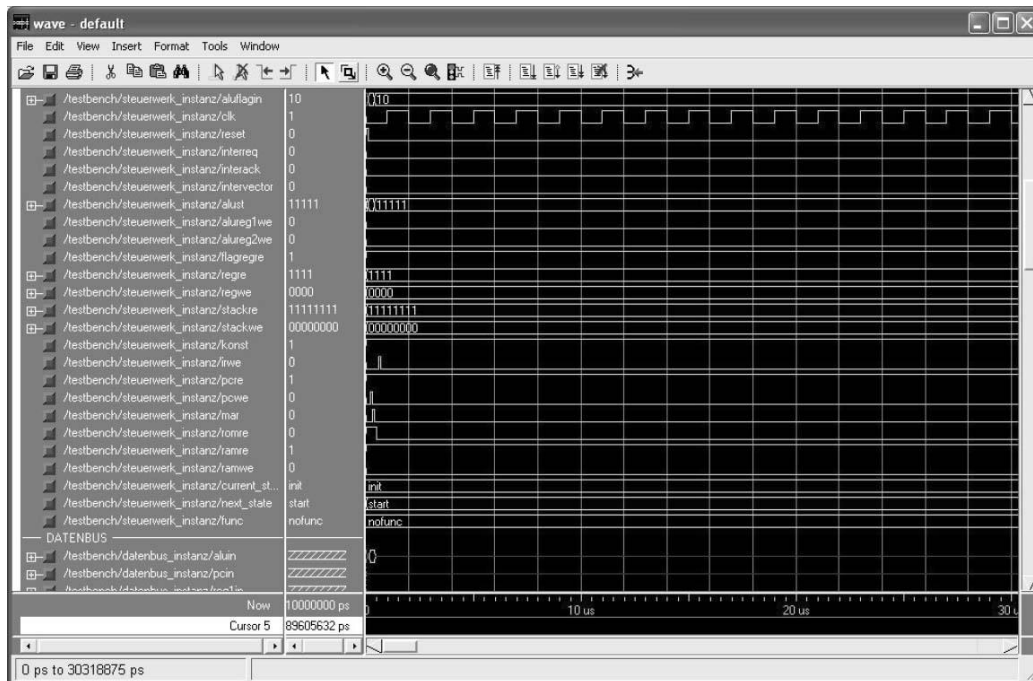 wave - default
File Edit View Insert Format Tools Window
/testbench/steuerwerk_instanz/aluflagin 10 10
/testbench/steuerwerk_instanz/clk 1
/testbench/steuerwerk_instanz/reset 0
/testbench/steuerwerk_instanz/interreq 0
/testbench/steuerwerk_instanz/interack 0
/testbench/steuerwerk_instanz/intervector 0
/testbench/steuerwerk_instanz/alust 11111 11111
/testbench/steuerwerk_instanz/alureg1we 0
/testbench/steuerwerk_instanz/alureg2we 0
/testbench/steuerwerk_instanz/flagregre 1
/testbench/steuerwerk_instanz/regre 1111 1111
/testbench/steuerwerk_instanz/regwe 0000 0000
/testbench/steuerwerk_instanz/stackre 11111111 11111111
/testbench/steuerwerk_instanz/stackwe 00000000 00000000
/testbench/steuerwerk_instanz/konst 1
/testbench/steuerwerk_instanz/irwe 0
/testbench/steuerwerk_instanz/pcre 1
/testbench/steuerwerk_instanz/pcwe 0
/testbench/steuerwerk_instanz/mar 0
/testbench/steuerwerk_instanz/romre 0
/testbench/steuerwerk_instanz/ramre 1
/testbench/steuerwerk_instanz/ramwe 0
/testbench/steuerwerk_instanz/current_st... init init
/testbench/steuerwerk_instanz/next_state start start
/testbench/steuerwerk_instanz/func nofunc nofunc
DATENBUS
/testbench/datenbus_instanz/aluin ZZZZZZZZ
/testbench/datenbus_instanz/pcin ZZZZZZZZ
Now 10000000 ps 10 us 20 us
Cursor 5 89605632 ps
0 ps to 30318875 ps